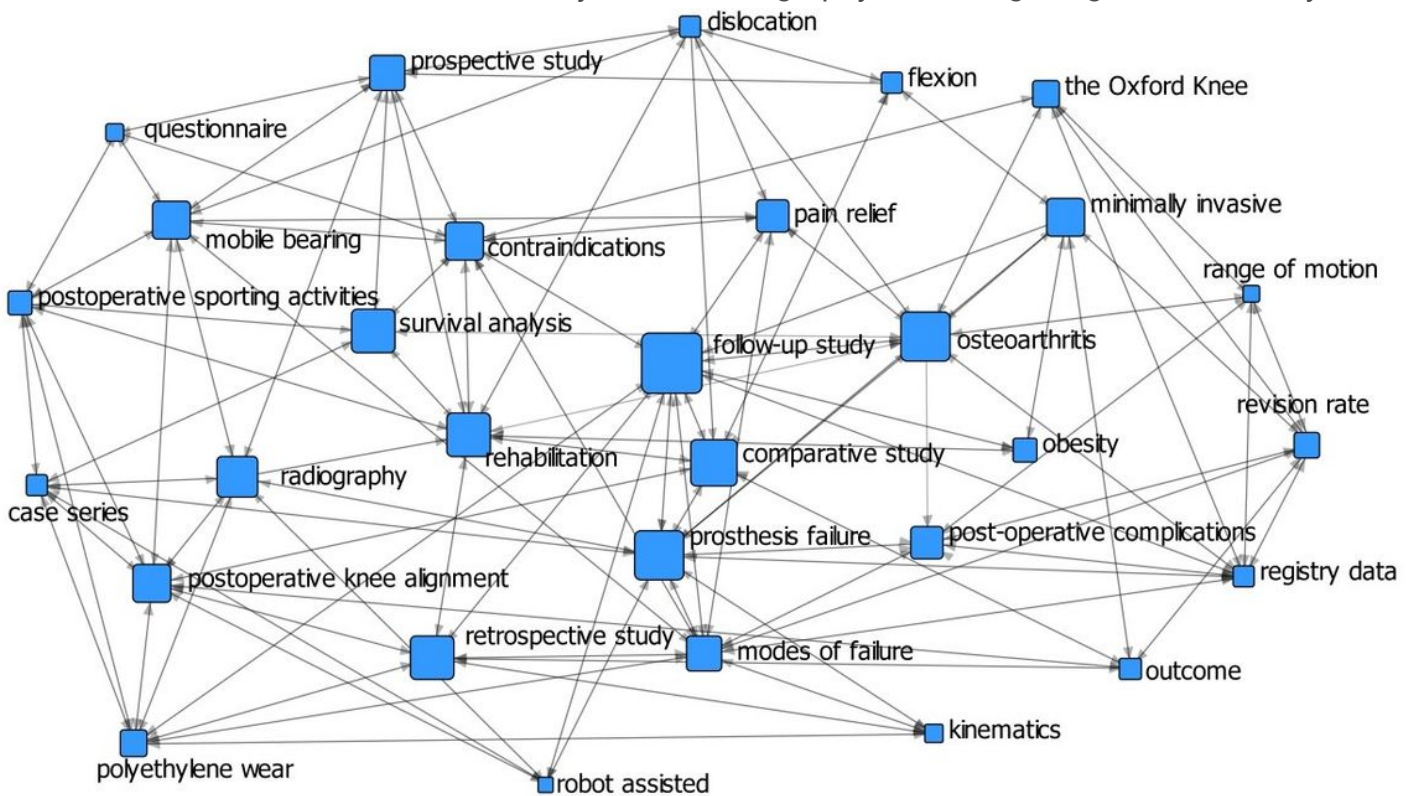 dislocation
prospective study
flexion
the Oxford Knee
questionnaire
pain relief
minimally invasive
mobile bearing
contraindications
range of motion
postoperative sporting activities
survival analysis
follow-up study
osteoarthritis
revision rate
obesity
rehabilitation
comparative study
radiography
case series
prosthesis failure
post-operative complications
registry data
postoperative knee alignment
retrospective study
modes of failure
outcome
kinematics
polyethylene wear
robot assisted